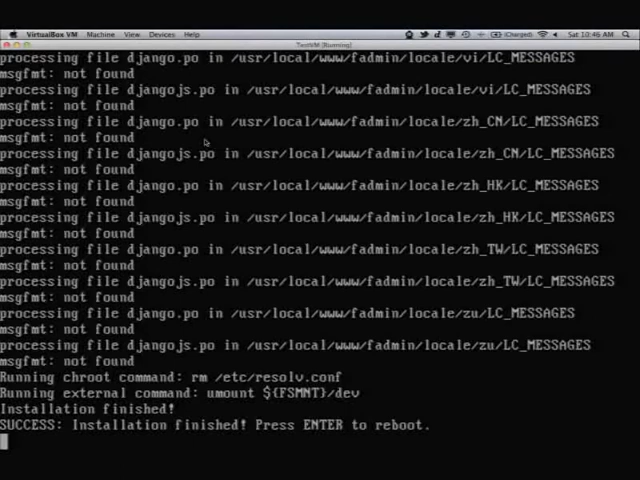 VirtualBox VM Machine View Devices Help (Charged) Sat 10:46 AM
TestVM [Running]
processing file django.po in /usr/local/www/fadmin/locale/vi/LC_MESSAGES
msgfmt: not found
processing file djangojs.po in /usr/local/www/fadmin/locale/vi/LC_MESSAGES
msgfmt: not found
processing file django.po in /usr/local/www/fadmin/locale/zh_CN/LC_MESSAGES
msgfmt: not found
processing file djangojs.po in /usr/local/www/fadmin/locale/zh_CN/LC_MESSAGES
msgfmt: not found
processing file django.po in /usr/local/www/fadmin/locale/zh_HK/LC_MESSAGES
msgfmt: not found
processing file djangojs.po in /usr/local/www/fadmin/locale/zh_HK/LC_MESSAGES
msgfmt: not found
processing file django.po in /usr/local/www/fadmin/locale/zh_TW/LC_MESSAGES
msgfmt: not found
processing file djangojs.po in /usr/local/www/fadmin/locale/zh_TW/LC_MESSAGES
msgfmt: not found
processing file django.po in /usr/local/www/fadmin/locale/zu/LC_MESSAGES
msgfmt: not found
processing file djangojs.po in /usr/local/www/fadmin/locale/zu/LC_MESSAGES
msgfmt: not found
Running chroot command: rm /etc/resolv.conf
Running external command: umount ${FSMNT}/dev
Installation finished!
SUCCESS: Installation finished! Press ENTER to reboot.